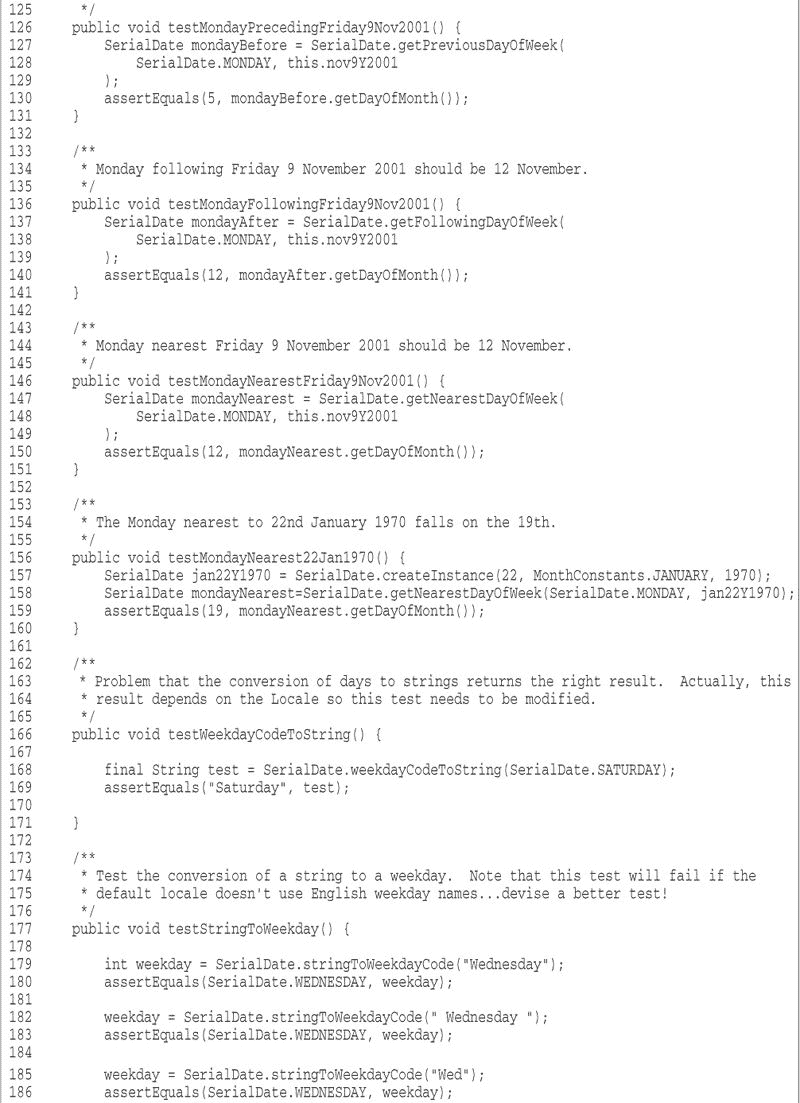 125         */
126        public void testMondayPrecedingFriday9Nov2001() {
127            SerialDate mondayBefore = SerialDate.getPreviousDayOfWeek(
128                SerialDate.MONDAY, this.nov9Y2001
129            );
130            assertEquals(5, mondayBefore.getDayOfMonth());
131        }
132
133        /**
134         * Monday following Friday 9 November 2001 should be 12 November.
135         */
136        public void testMondayFollowingFriday9Nov2001() {
137            SerialDate mondayAfter = SerialDate.getFollowingDayOfWeek(
138                SerialDate.MONDAY, this.nov9Y2001
139            );
140            assertEquals(12, mondayAfter.getDayOfMonth());
141        }
142
143        /**
144         * Monday nearest Friday 9 November 2001 should be 12 November.
145         */
146        public void testMondayNearestFriday9Nov2001() {
147            SerialDate mondayNearest = SerialDate.getNearestDayOfWeek(
148                SerialDate.MONDAY, this.nov9Y2001
149            );
150            assertEquals(12, mondayNearest.getDayOfMonth());
151        }
152
153        /**
154         * The Monday nearest to 22nd January 1970 falls on the 19th.
155         */
156        public void testMondayNearest22Jan1970() {
157            SerialDate jan22Y1970 = SerialDate.createInstance(22, MonthConstants.JANUARY, 1970);
158            SerialDate mondayNearest=SerialDate.getNearestDayOfWeek(SerialDate.MONDAY, jan22Y1970);
159            assertEquals(19, mondayNearest.getDayOfMonth());
160        }
161
162        /**
163         * Problem that the conversion of days to strings returns the right result.  Actually, this
164         * result depends on the Locale so this test needs to be modified.
165         */
166        public void testWeekdayCodeToString() {
167
168            final String test = SerialDate.weekdayCodeToString(SerialDate.SATURDAY);
169            assertEquals("Saturday", test);
170
171        }
172
173        /**
174         * Test the conversion of a string to a weekday.  Note that this test will fail if the
175         * default locale doesn't use English weekday names...devise a better test!
176         */
177        public void testStringToWeekday() {
178
179            int weekday = SerialDate.stringToWeekdayCode("Wednesday");
180            assertEquals(SerialDate.WEDNESDAY, weekday);
181
182            weekday = SerialDate.stringToWeekdayCode(" Wednesday ");
183            assertEquals(SerialDate.WEDNESDAY, weekday);
184
185            weekday = SerialDate.stringToWeekdayCode("Wed");
186            assertEquals(SerialDate.WEDNESDAY, weekday);